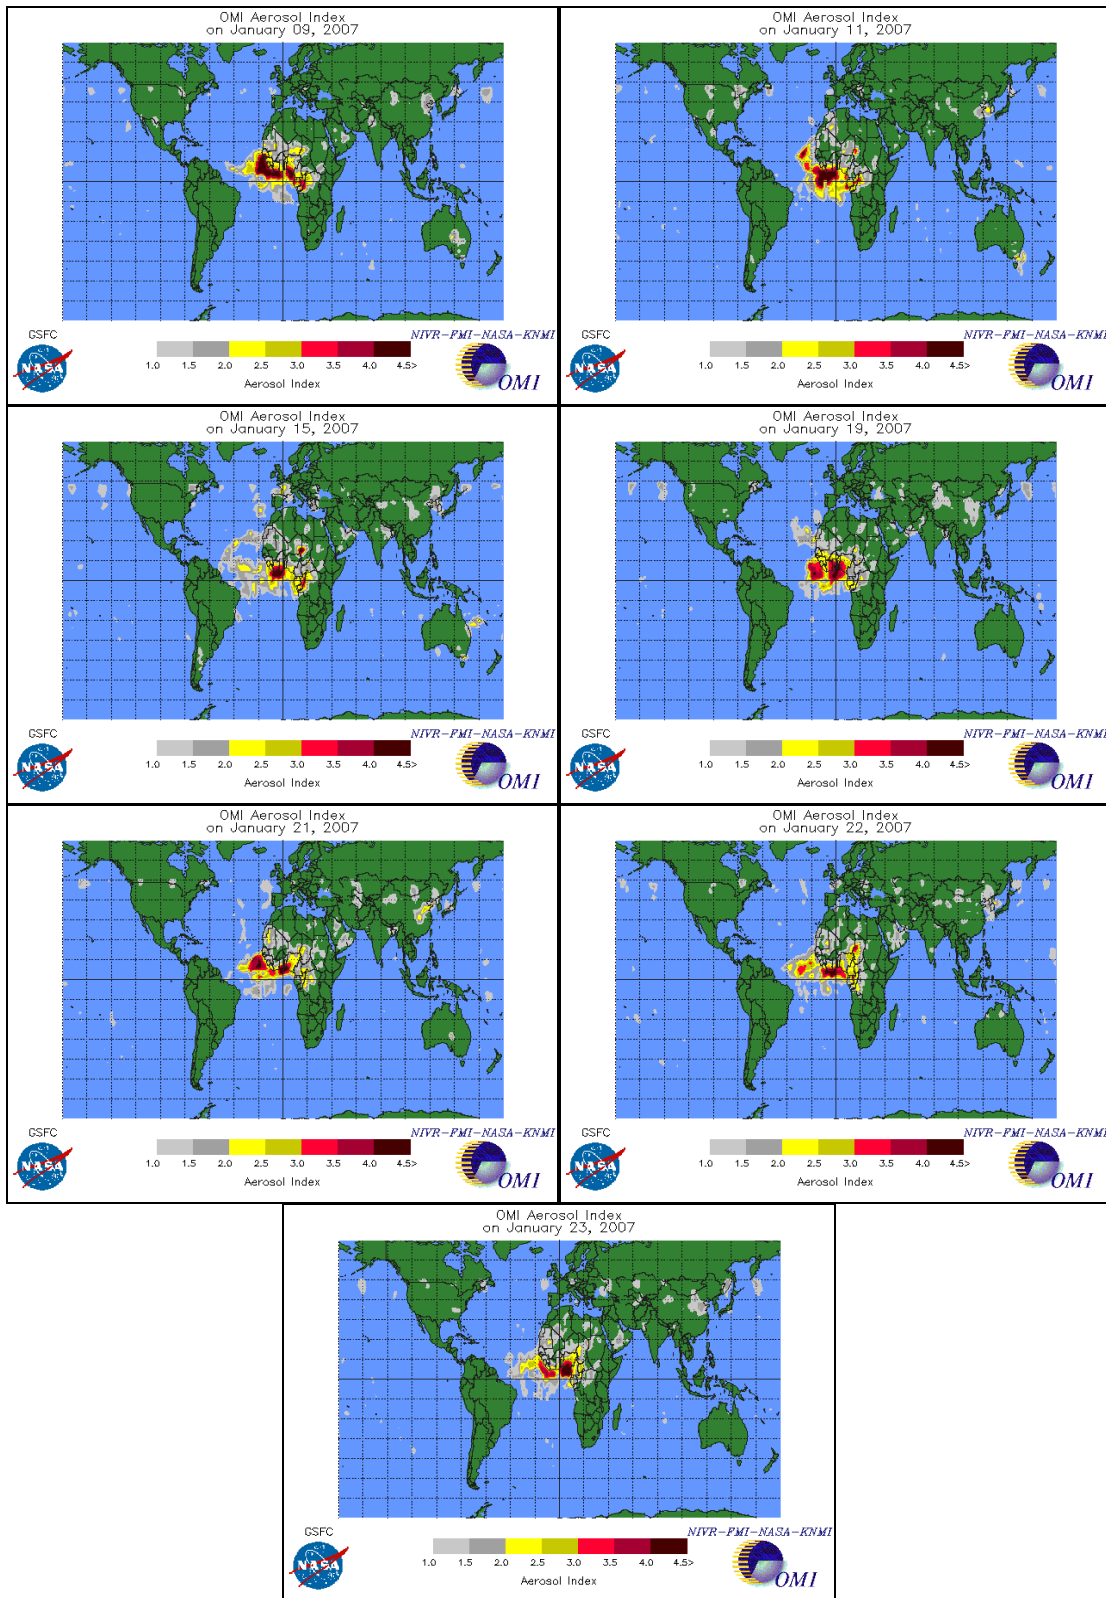 OMI Aerosol Index
on January 09, 2007
GSFC
NIVR-FMI-NASA-KNMI
NASA
1.0 1.5 2.0 2.5 3.0 3.5 4.0 4.5>
Aerosol Index
OMI
OMI Aerosol Index
on January 11, 2007
GSFC
NIVR-FMI-NASA-KNMI
NASA
1.0 1.5 2.0 2.5 3.0 3.5 4.0 4.5>
Aerosol Index
OMI
OMI Aerosol Index
on January 15, 2007
GSFC
NIVR-FMI-NASA-KNMI
NASA
1.0 1.5 2.0 2.5 3.0 3.5 4.0 4.5>
Aerosol Index
OMI
OMI Aerosol Index
on January 19, 2007
GSFC
NIVR-FMI-NASA-KNMI
NASA
1.0 1.5 2.0 2.5 3.0 3.5 4.0 4.5>
Aerosol Index
OMI
OMI Aerosol Index
on January 21, 2007
GSFC
NIVR-FMI-NASA-KNMI
NASA
1.0 1.5 2.0 2.5 3.0 3.5 4.0 4.5>
Aerosol Index
OMI
OMI Aerosol Index
on January 22, 2007
GSFC
NIVR-FMI-NASA-KNMI
NASA
1.0 1.5 2.0 2.5 3.0 3.5 4.0 4.5>
Aerosol Index
OMI
OMI Aerosol Index
on January 23, 2007
GSFC
NIVR-FMI-NASA-KNMI
NASA
1.0 1.5 2.0 2.5 3.0 3.5 4.0 4.5>
Aerosol Index
OMI